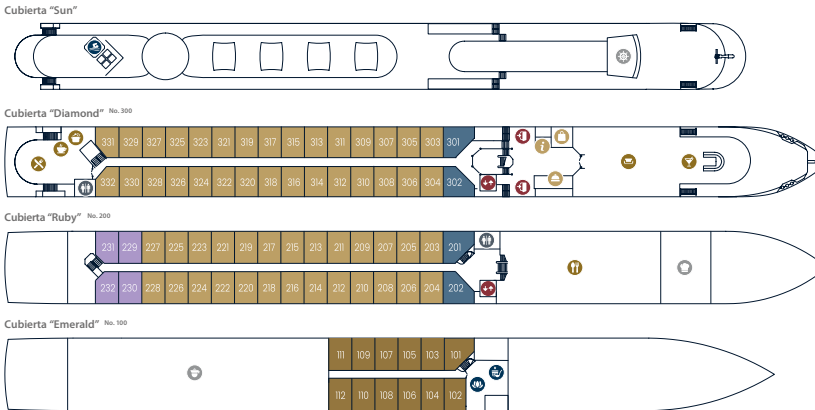 Cubierta “Sun”
Cubierta “Diamond” No. 300
331 329 327 325 323 321 319 317 315 313 311 309 307 305 303 301
332 330 328 326 324 322 320 318 316 314 312 310 308 306 304 302
Cubierta “Ruby” No. 200
231 229 227 225 223 221 219 217 215 213 211 209 207 205 203 201
232 230 228 226 224 222 220 218 216 214 212 210 208 206 204 202
Cubierta “Emerald” No. 100
111 109 107 105 103 101
112 110 108 106 104 102